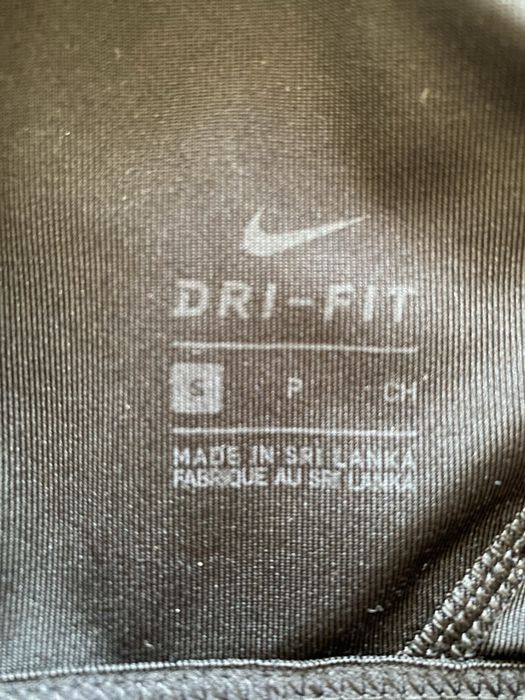 DRI-FIT
S P CH
MADE IN SRI LANKA
FABRIQUE AU SRI LANKA